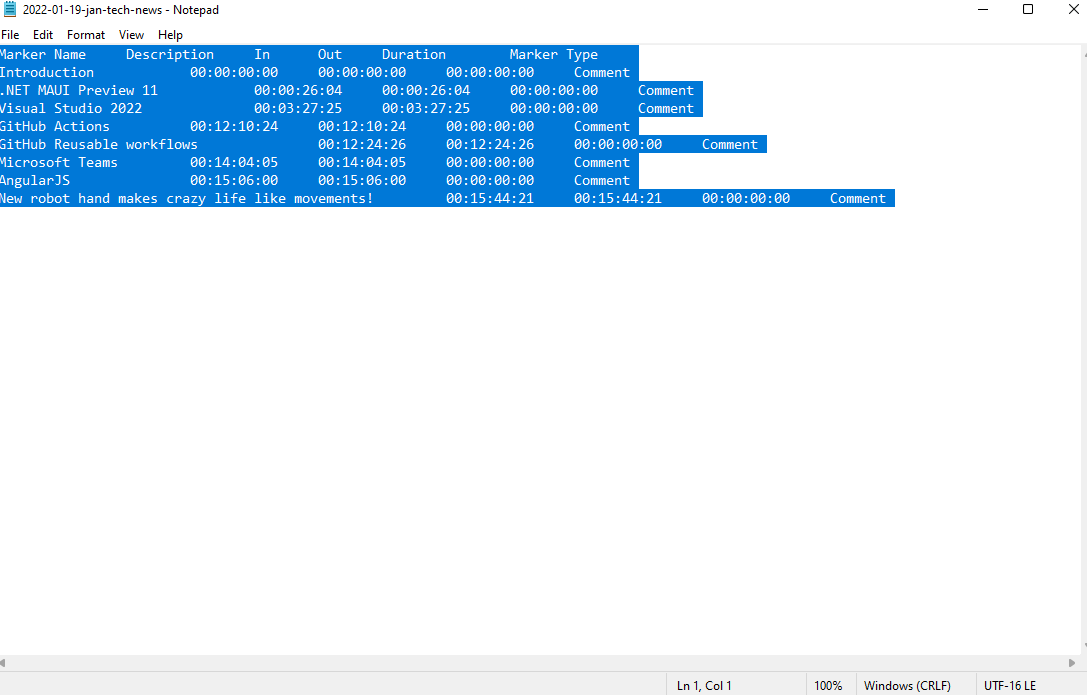 2022-01-19-jan-tech-news - Notepad
File Edit Format View Help
Marker Name Description In Out Duration Marker Type
Introduction 00:00:00:00 00:00:00:00 00:00:00:00 Comment
.NET MAUI Preview 11 00:00:26:04 00:00:26:04 00:00:00:00 Comment
Visual Studio 2022 00:03:27:25 00:03:27:25 00:00:00:00 Comment
GitHub Actions 00:12:10:24 00:12:10:24 00:00:00:00 Comment
GitHub Reusable workflows 00:12:24:26 00:12:24:26 00:00:00:00 Comment
Microsoft Teams 00:14:04:05 00:14:04:05 00:00:00:00 Comment
AngularJS 00:15:06:00 00:15:06:00 00:00:00:00 Comment
New robot hand makes crazy life like movements! 00:15:44:21 00:15:44:21 00:00:00:00 Comment
Ln 1, Col 1 100% Windows (CRLF) UTF-16 LE